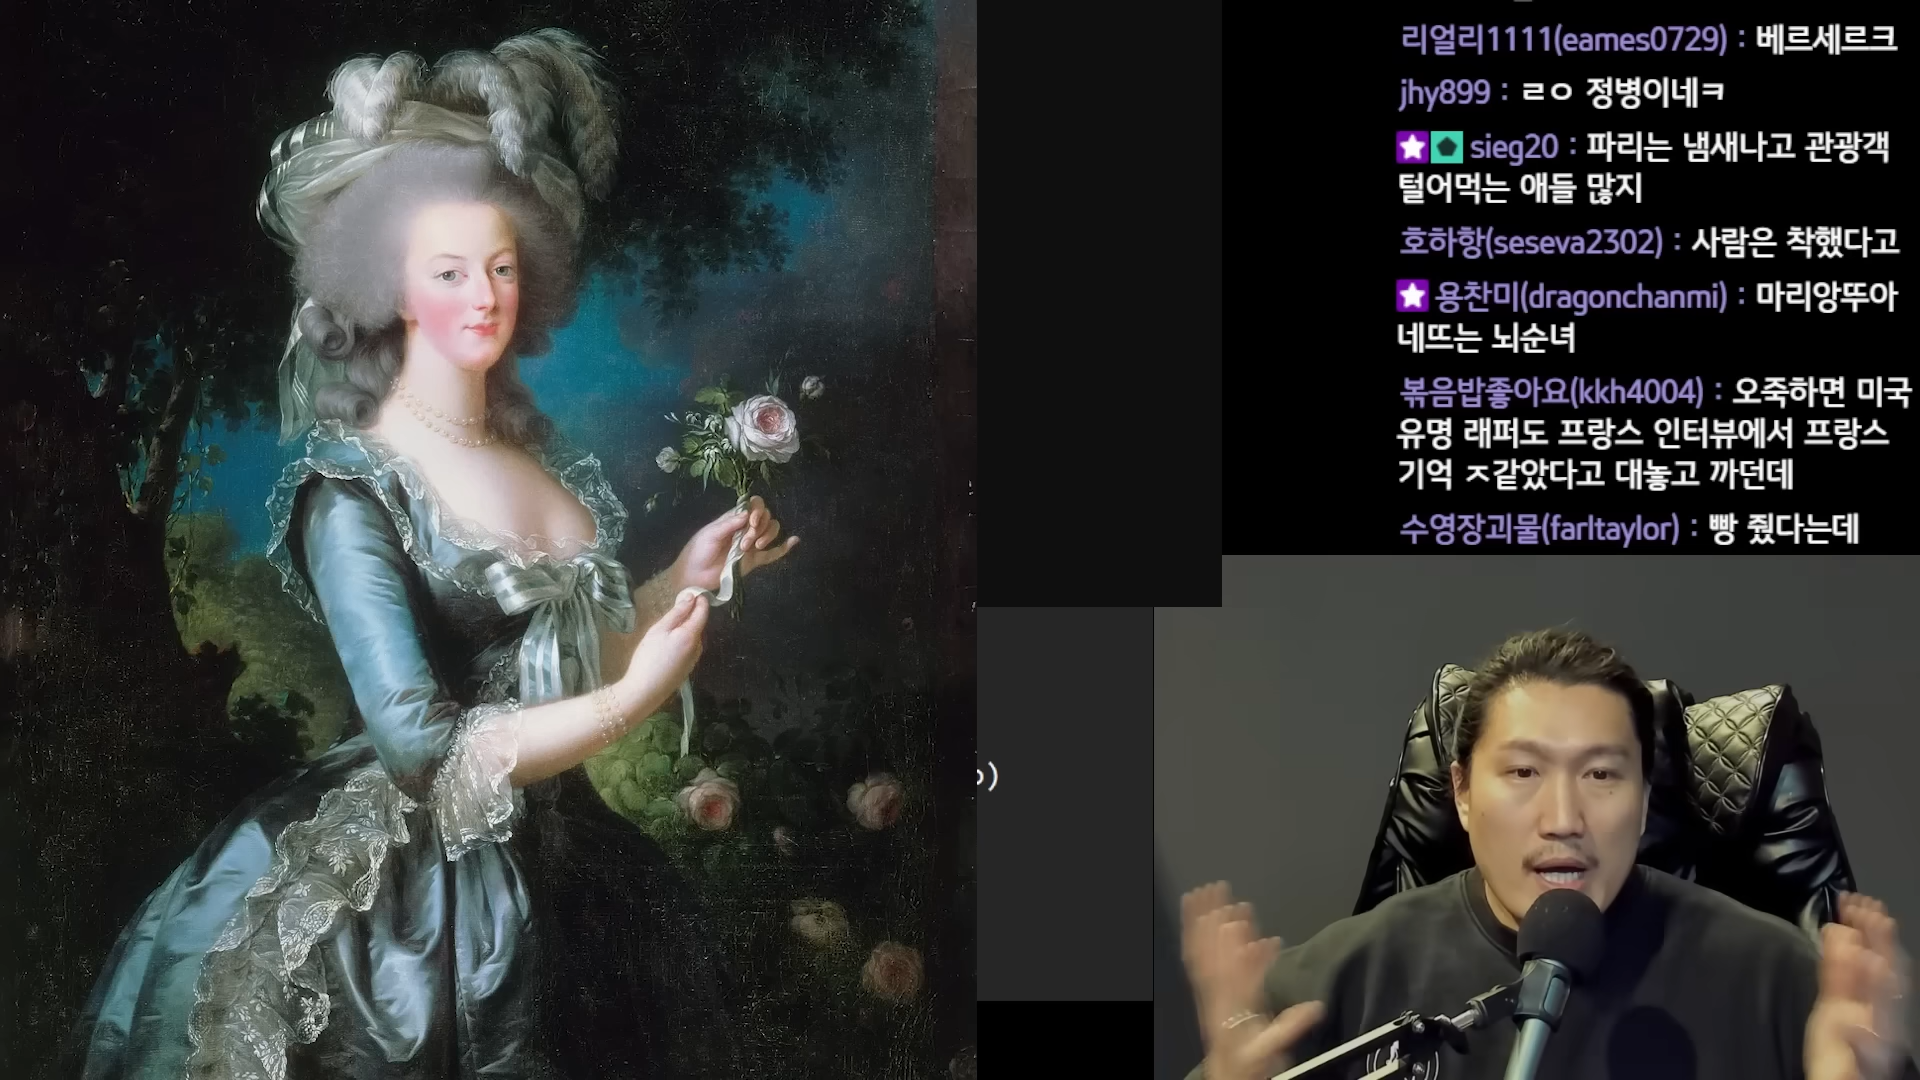 리얼리1111(eames0729) : 베르세르크
jhy899 : ㄹㅇ 정병이네ㅋ
sieg20 : 파리는 냄새나고 관광객
털어먹는 애들 많지
호하항(seseva2302) : 사람은 착했다고
용찬미(dragonchanmi) : 마리앙뚜아
네뜨는 뇌순녀
볶음밥좋아요(kkh4004) : 오죽하면 미국
유명 래퍼도 프랑스 인터뷰에서 프랑스
기억 ㅈ같았다고 대놓고 까던데
수영장괴물(farltaylor) : 빵 줬다는데